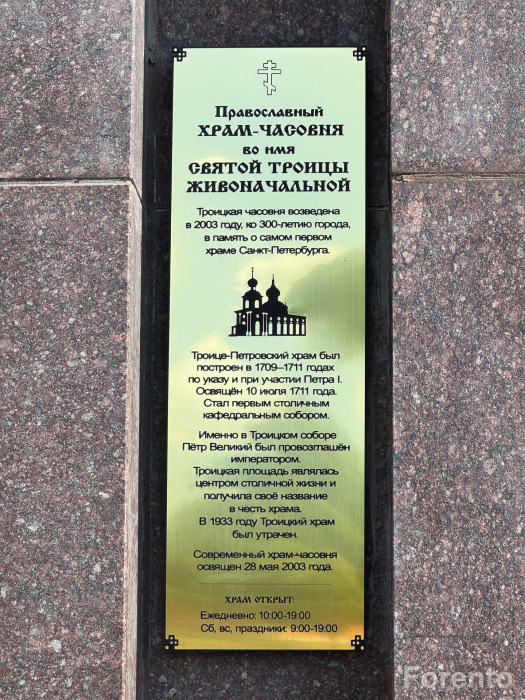 Православный
ХРАМ-ЧАСОВНЯ
во имя
СВЯТОЙ ТРОИЦЫ
ЖИВОНАЧАЛЬНОЙ
Троицкая часовня возведена
в 2003 году, ко 300-летию города,
в память о самом первом
храме Санкт-Петербурга.
Троице-Петровский храм был
построен в 1709–1711 годах
по указу и при участии Петра I.
Освящён 10 июля 1711 года.
Стал первым столичным
кафедральным собором.
Именно в Троицком соборе
Пётр Великий был провозглашён
императором.
Троицкая площадь являлась
центром столичной жизни и
получила своё название
в честь храма.
В 1933 году Троицкий храм
был утрачен.
Современный храм-часовня
освящен 28 мая 2003 года.
ХРАМ ОТКРЫТ:
Ежедневно: 10:00-19:00
Сб, вс, праздники: 9:00-19:00
Forento